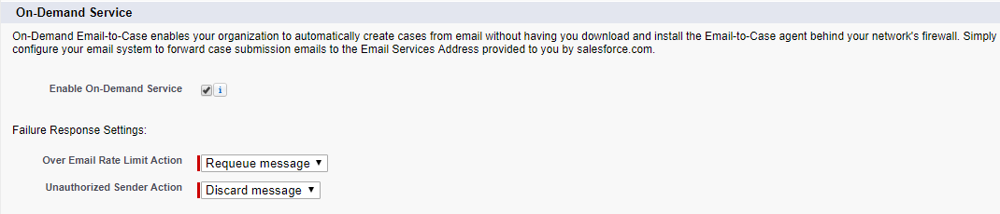 On-Demand Service
On-Demand Email-to-Case enables your organization to automatically create cases from email without having you download and install the Email-to-Case agent behind your network's firewall. Simply
configure your email system to forward case submission emails to the Email Services Address provided to you by salesforce.com.
Enable On-Demand Service i
Failure Response Settings:
Over Email Rate Limit Action Requeue message
Unauthorized Sender Action Discard message